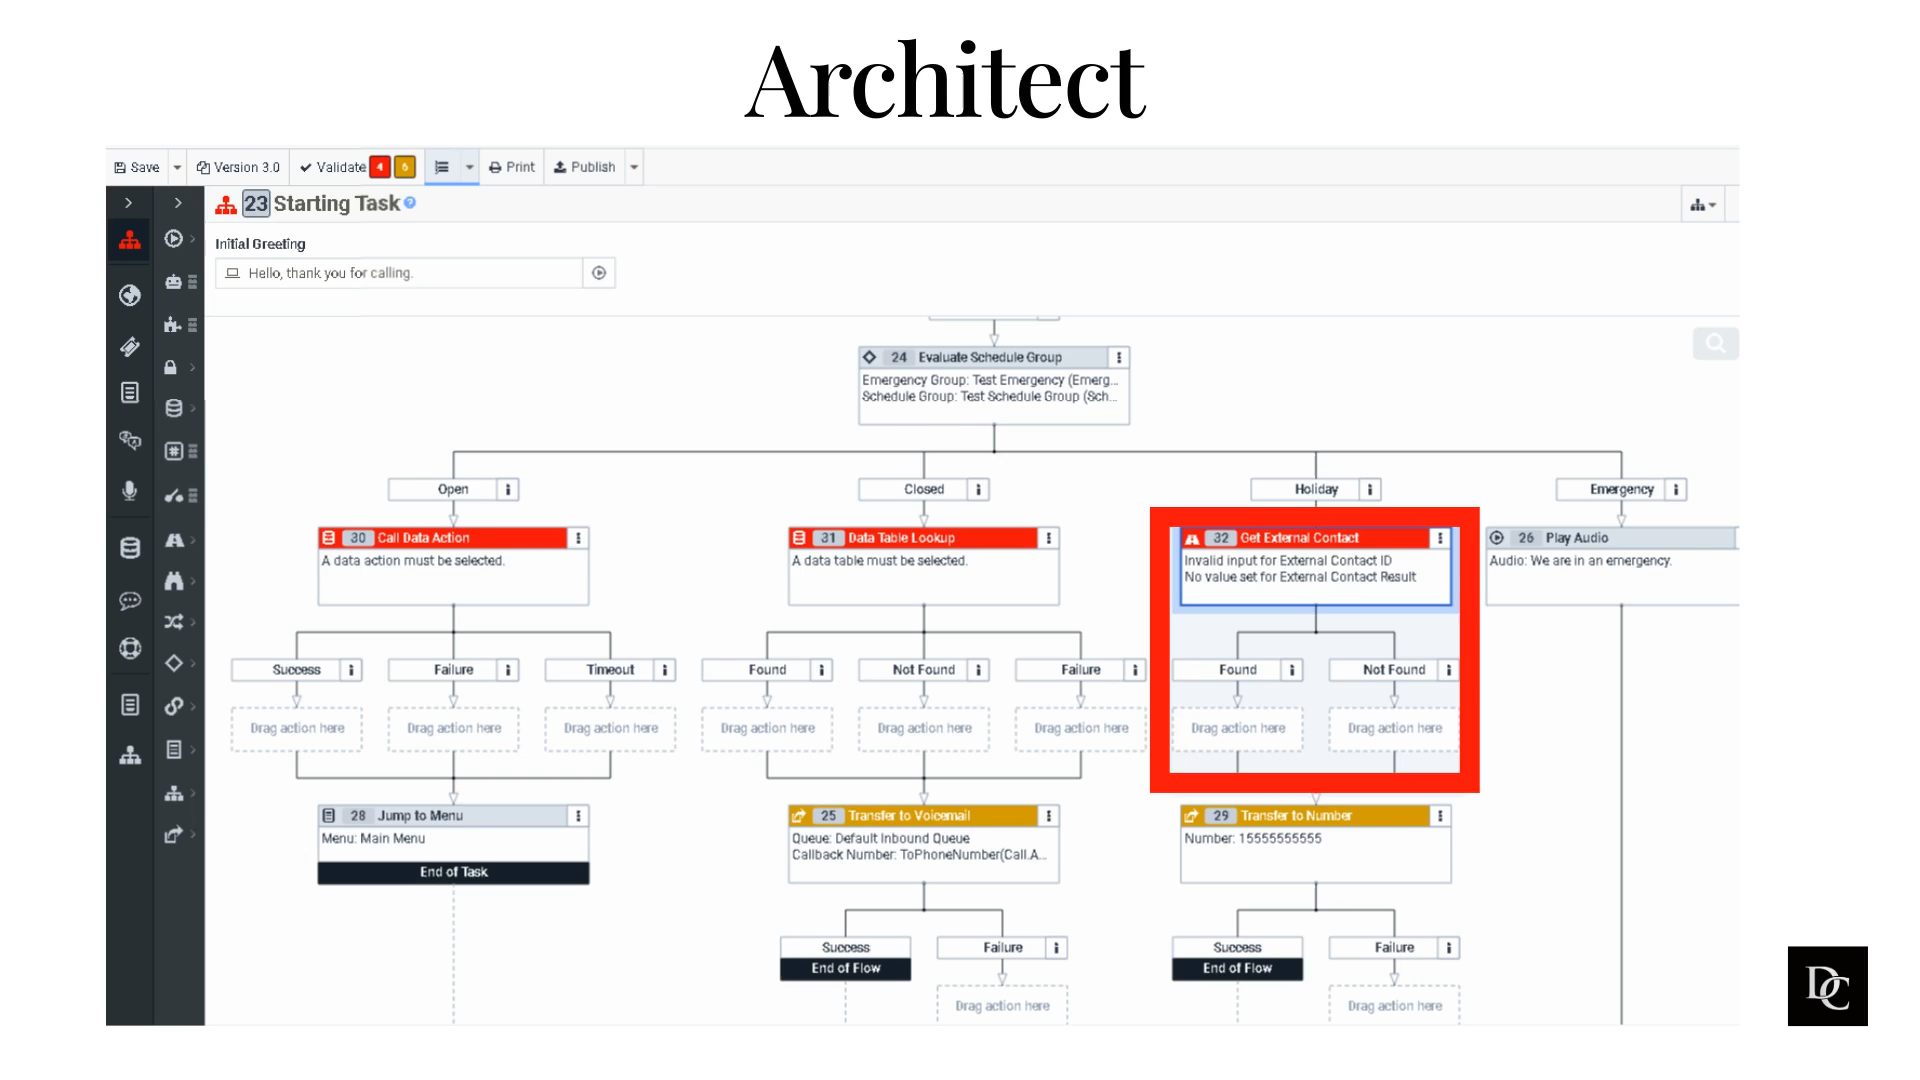 Architect
Save Version 3.0 Validate 4 6 Print Publish
23 Starting Task ?
Initial Greeting
Hello, thank you for calling.
24 Evaluate Schedule Group
Emergency Group: Test Emergency (Emerg...
Schedule Group: Test Schedule Group (Sch...
Open Closed Holiday Emergency
30 Call Data Action
A data action must be selected.
31 Data Table Lookup
A data table must be selected.
32 Get External Contact
Invalid input for External Contact ID
No value set for External Contact Result
26 Play Audio
Audio: We are in an emergency.
Success Failure Timeout Found Not Found Failure Found Not Found
Drag action here Drag action here Drag action here Drag action here Drag action here Drag action here Drag action here Drag action here
28 Jump to Menu
Menu: Main Menu
End of Task
25 Transfer to Voicemail
Queue: Default Inbound Queue
Callback Number: ToPhoneNumber(Call.A...
29 Transfer to Number
Number: 15555555555
Success Failure Success Failure
End of Flow End of Flow
Drag action here Drag action here
DC